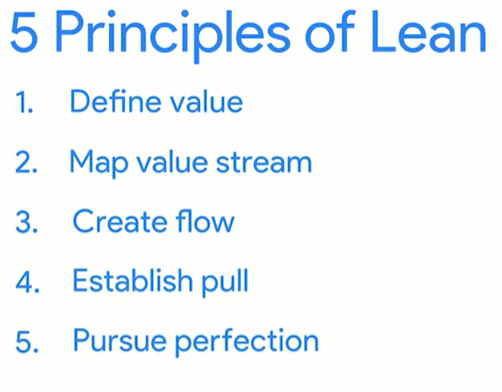 5 Principles of Lean
1. Define value
2. Map value stream
3. Create flow
4. Establish pull
5. Pursue perfection